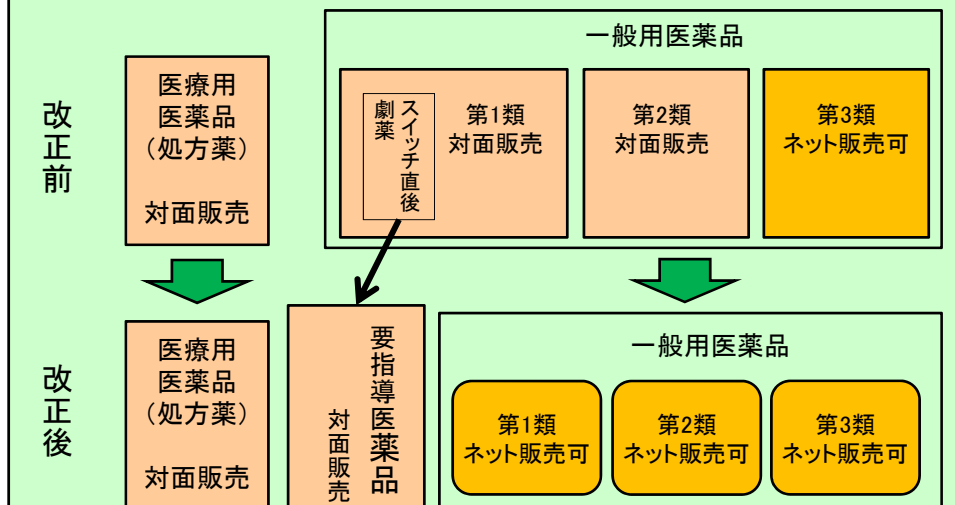 改正前
医療用
医薬品
（処方薬）
対面販売
一般用医薬品
スイッチ直後
劇薬
第1類
対面販売
第2類
対面販売
第3類
ネット販売可
改正後
医療用
医薬品
（処方薬）
対面販売
要指導医薬品
対面販売
一般用医薬品
第1類
ネット販売可
第2類
ネット販売可
第3類
ネット販売可